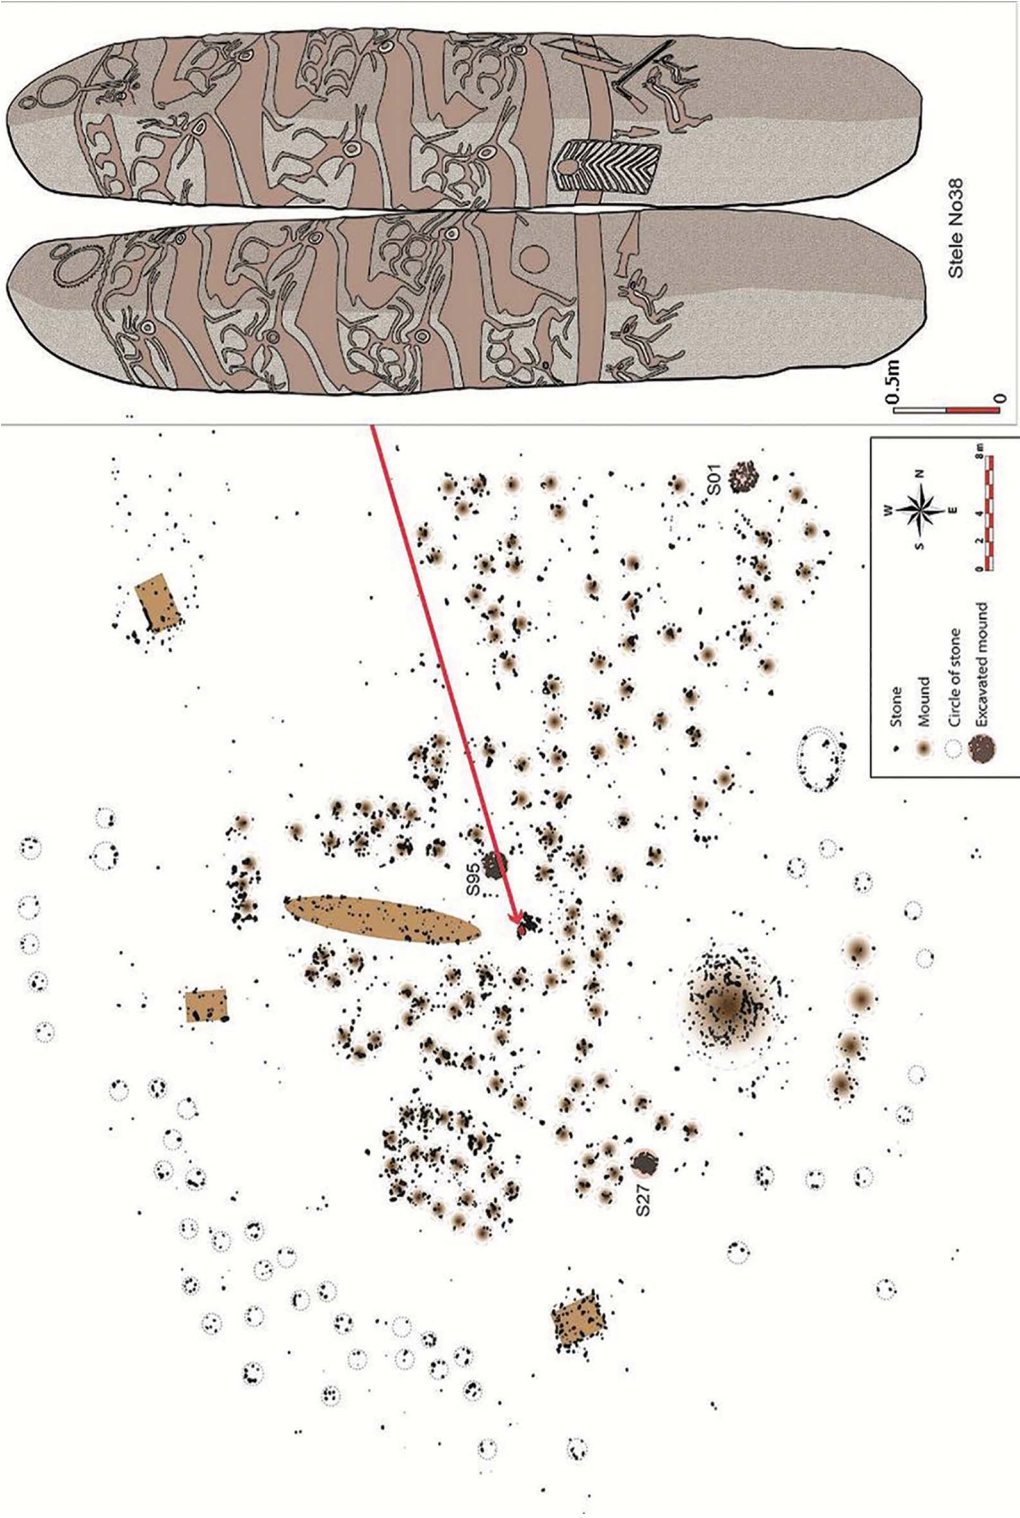 Stele No38
0.5m
0
S01
S95
S27
W
N
S
E
0
2
4
8m
Stone
Mound
Circle of stone
Excavated mound